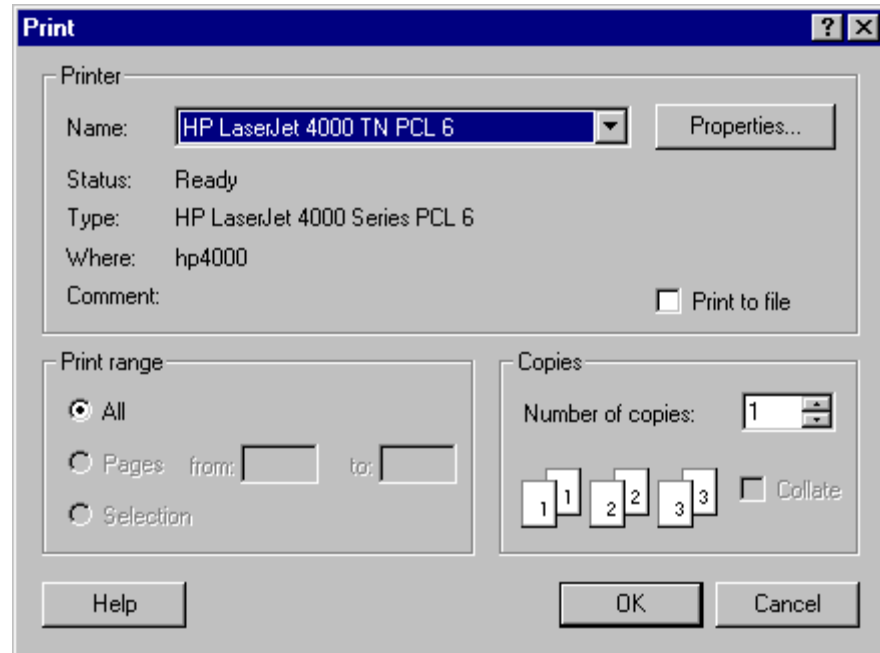 Print
Printer
Name: HP LaserJet 4000 TN PCL 6 Properties...
Status: Ready
Type: HP LaserJet 4000 Series PCL 6
Where: hp4000
Comment: Print to file
Print range
All
Pages from: to:
Selection
Copies
Number of copies: 1
1 1 2 2 3 3 Collate
Help OK Cancel